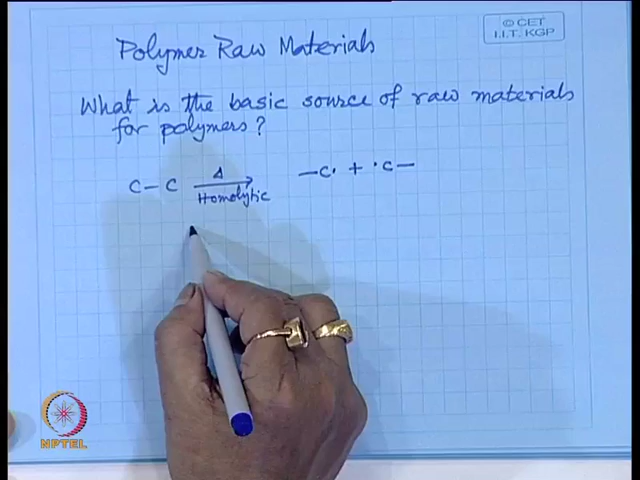 Polymer Raw Materials
© CET
I.I.T. KGP
What is the basic source of raw materials
for polymers?
C — C Δ Homolytic —C· + ·C—
NPTEL